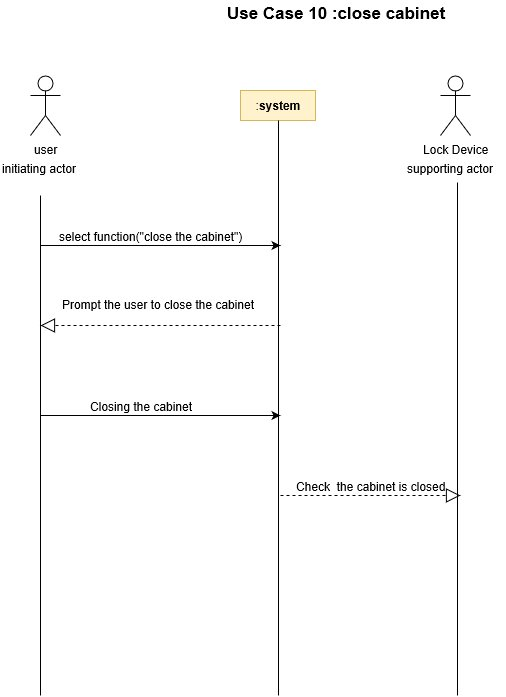 Use Case 10 :close cabinet
:system
user
initiating actor
Lock Device
supporting actor
select function("close the cabinet")
Prompt the user to close the cabinet
Closing the cabinet
Check  the cabinet is closed